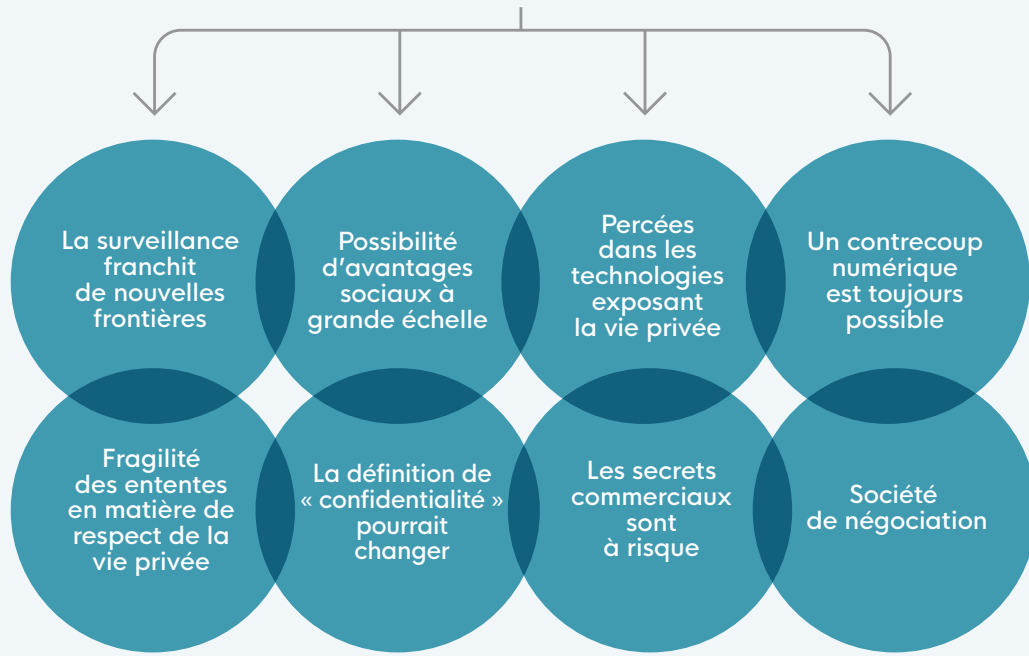 La surveillance
franchit
de nouvelles
frontières
Possibilité
d'avantages
sociaux à
grande échelle
Percées
dans les
technologies
exposant
la vie privée
Un contrecoup
numérique
est toujours
possible
Fragilité
des ententes
en matière de
respect de la
vie privée
La définition de
« confidentialité »
pourrait
changer
Les secrets
commerciaux
sont
à risque
Société
de négociation